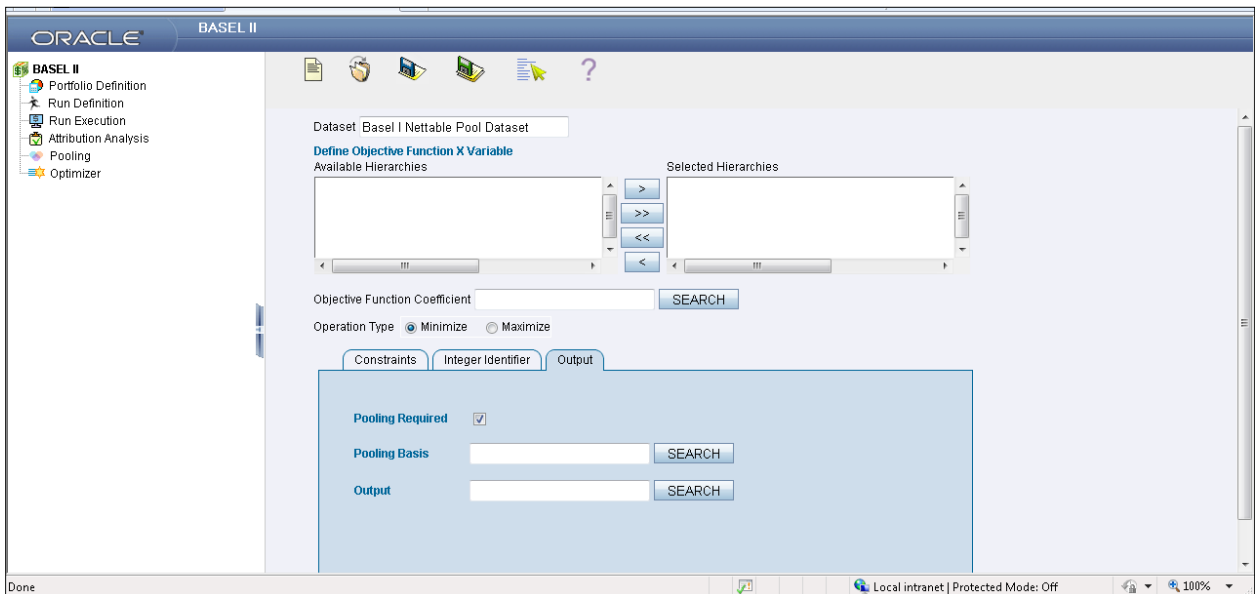 ORACLE
BASEL II
BASEL II
Portfolio Definition
Run Definition
Run Execution
Attribution Analysis
Pooling
Optimizer
?
Dataset Basel I Nettable Pool Dataset
Define Objective Function X Variable
Available Hierarchies
Selected Hierarchies
>
>>
<<
<
Objective Function Coefficient SEARCH
Operation Type Minimize Maximize
Constraints Integer Identifier Output
Pooling Required
Pooling Basis SEARCH
Output SEARCH
Done Local intranet | Protected Mode: Off 100%